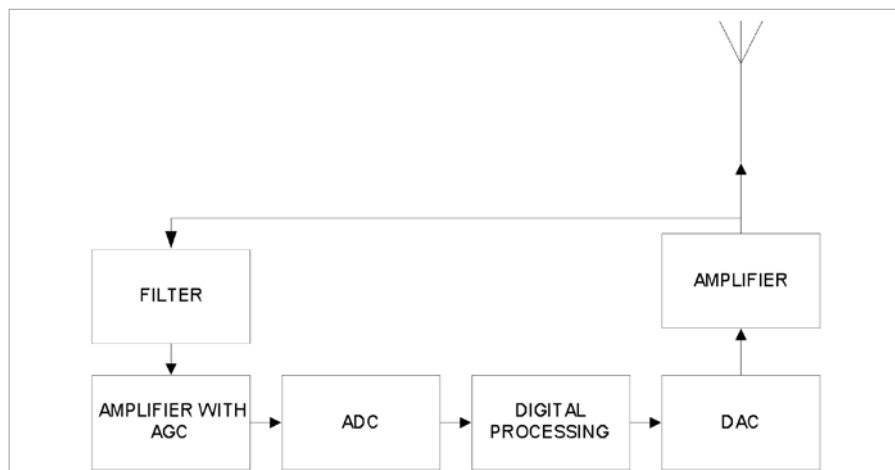 FILTER
AMPLIFIER
AMPLIFIER WITH
AGC
ADC
DIGITAL
PROCESSING
DAC